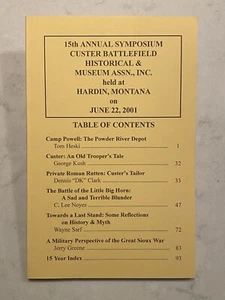 15th ANNUAL SYMPOSIUM
CUSTER BATTLEFIELD
HISTORICAL &
MUSEUM ASSN., INC.
held at
HARDIN, MONTANA
on
JUNE 22, 2001
TABLE OF CONTENTS
Camp Powell: The Powder River Depot
Tom Heski 1
Custer: An Old Trooper's Tale
George Kush 32
Private Roman Rutten: Custer's Tailor
Dennis "DK" Clark 33
The Battle of the Little Big Horn:
A Sad and Terrible Blunder
C. Lee Noyes 47
Towards a Last Stand: Some Reflections
on History & Myth
Wayne Sarf 72
A Military Perspective of the Great Sioux War
Jerry Greene 83
15 Year Index 93